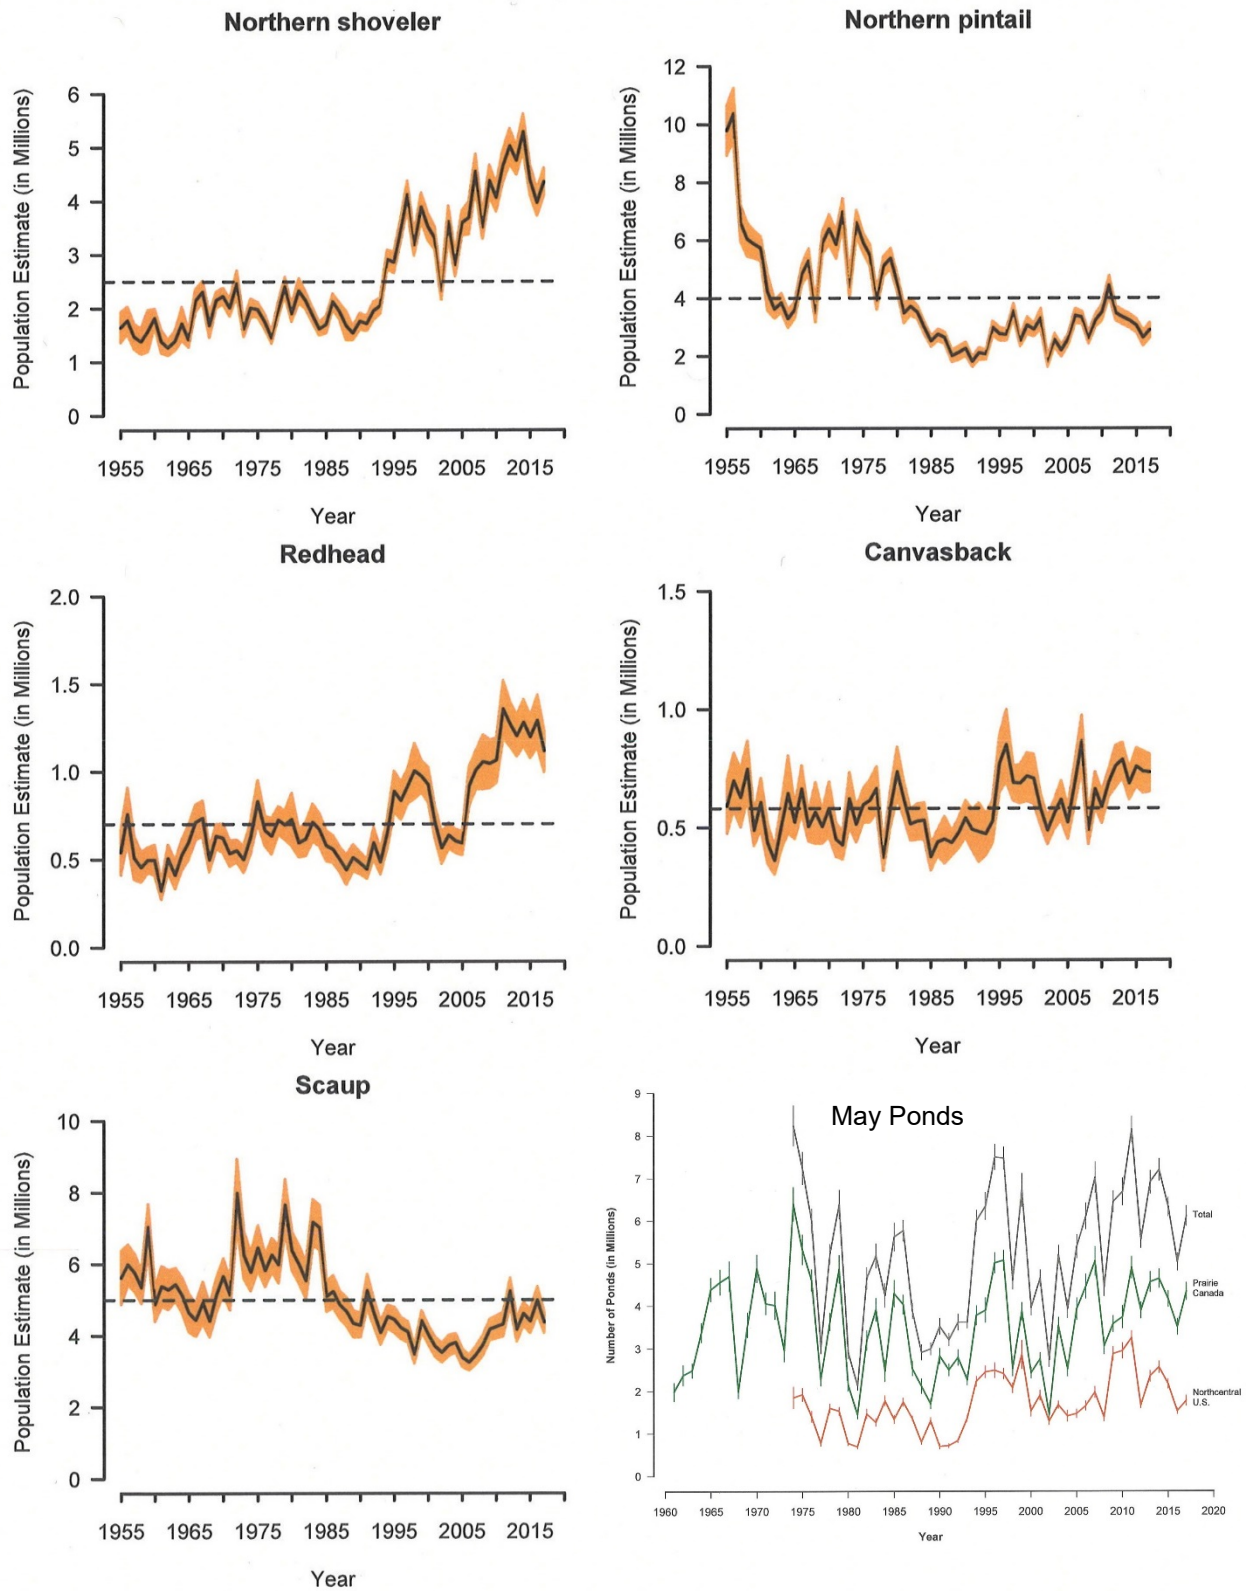 Northern shoveler
Population Estimate (in Millions)
6
5
4
3
2
1
0
1955 1965 1975 1985 1995 2005 2015
Year
Northern pintail
Population Estimate (in Millions)
12
10
8
6
4
2
0
1955 1965 1975 1985 1995 2005 2015
Year
Redhead
Population Estimate (in Millions)
2.0
1.5
1.0
0.5
0.0
1955 1965 1975 1985 1995 2005 2015
Year
Canvasback
Population Estimate (in Millions)
1.5
1.0
0.5
0.0
1955 1965 1975 1985 1995 2005 2015
Year
Scaup
Population Estimate (in Millions)
10
8
6
4
2
0
1955 1965 1975 1985 1995 2005 2015
Year
May Ponds
Number of Ponds (in Millions)
9
8
7
6
5
4
3
2
1
0
Total
Prairie
Canada
Northcentral
U.S.
1960 1965 1970 1975 1980 1985 1990 1995 2000 2005 2010 2015 2020
Year